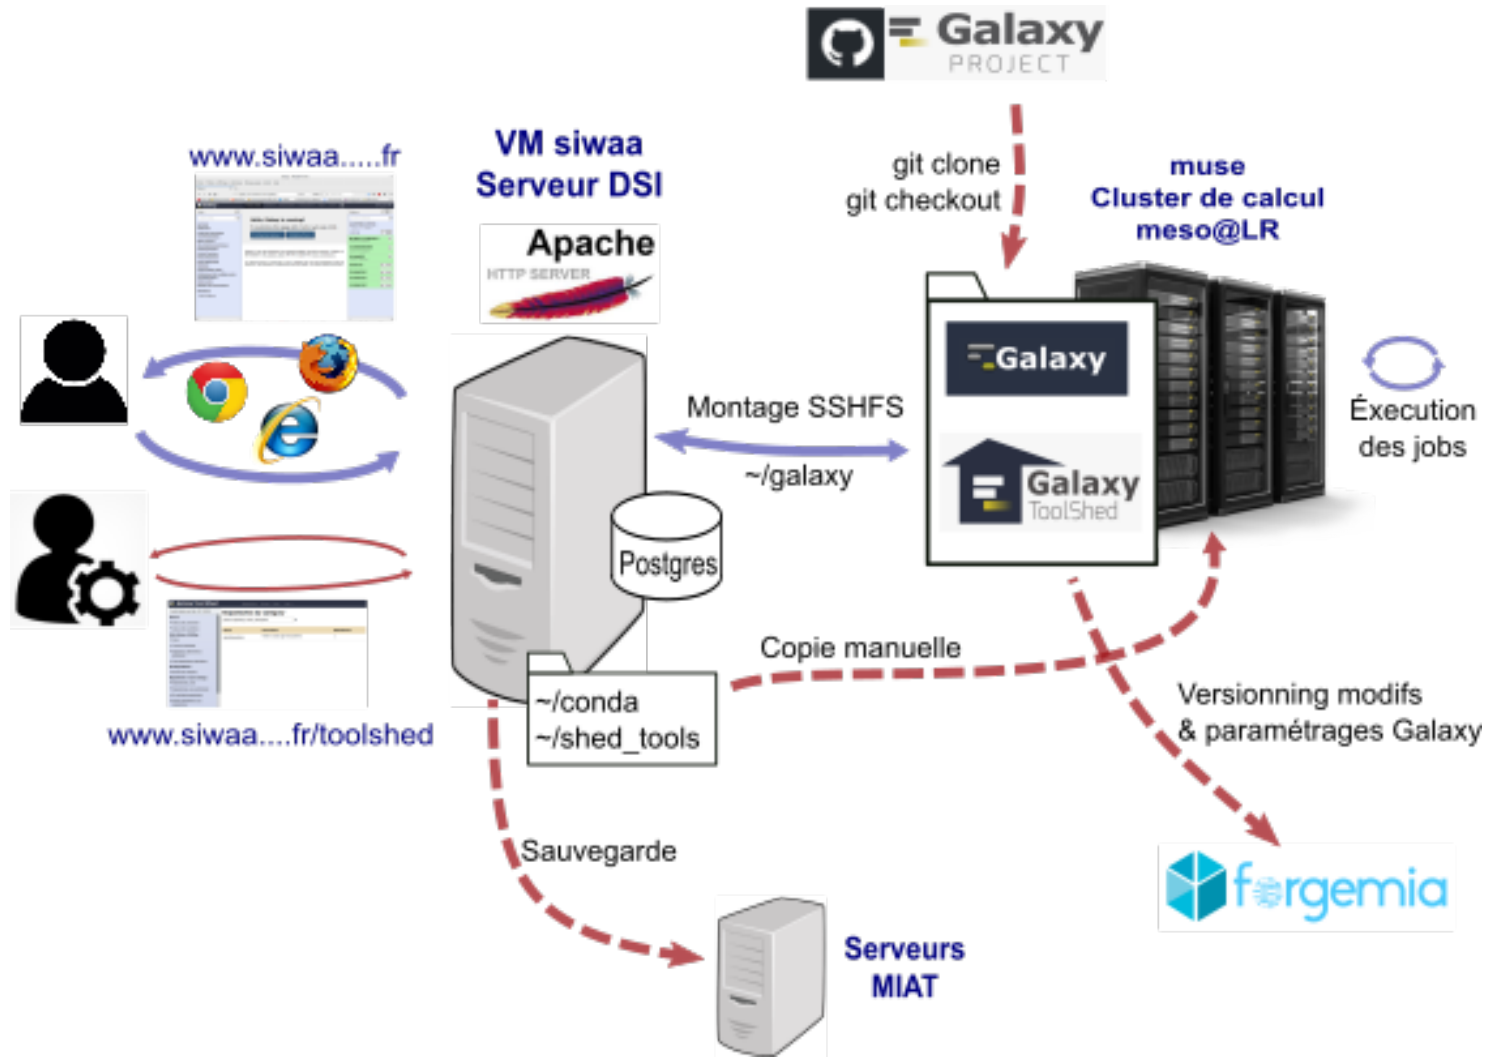 Galaxy
PROJECT
git clone
git checkout
VM siwaa
Serveur DSI
www.siwaa.....fr
Apache
HTTP SERVER
muse
Cluster de calcul
meso@LR
Galaxy
Galaxy
ToolShed
Montage SSHFS
~/galaxy
Éxecution
des jobs
Postgres
Copie manuelle
~/conda
~/shed_tools
www.siwaa....fr/toolshed
Versionning modifs
& paramétrages Galaxy
Sauvegarde
forgemia
Serveurs
MIAT